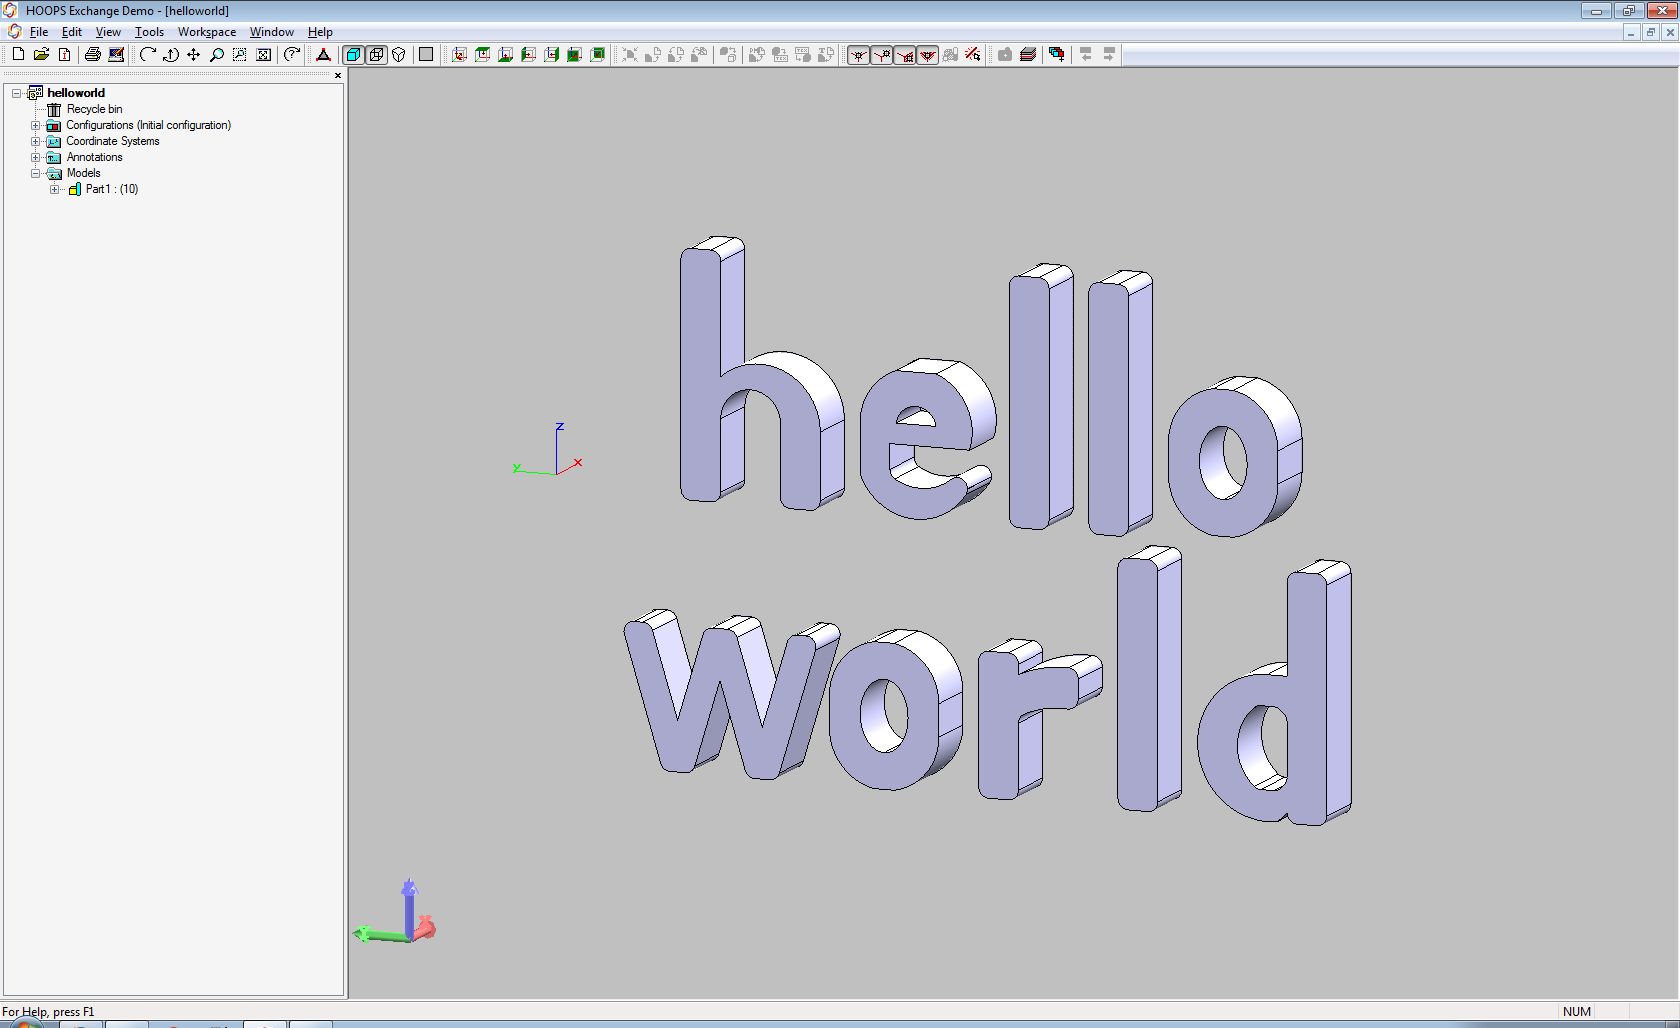 HOOPS Exchange Demo - [helloworld]
File Edit View Tools Workspace Window Help
helloworld
Recycle bin
Configurations (Initial configuration)
Coordinate Systems
Annotations
Models
Part1 : (10)
hello
world
z
y
x
For Help, press F1
NUM